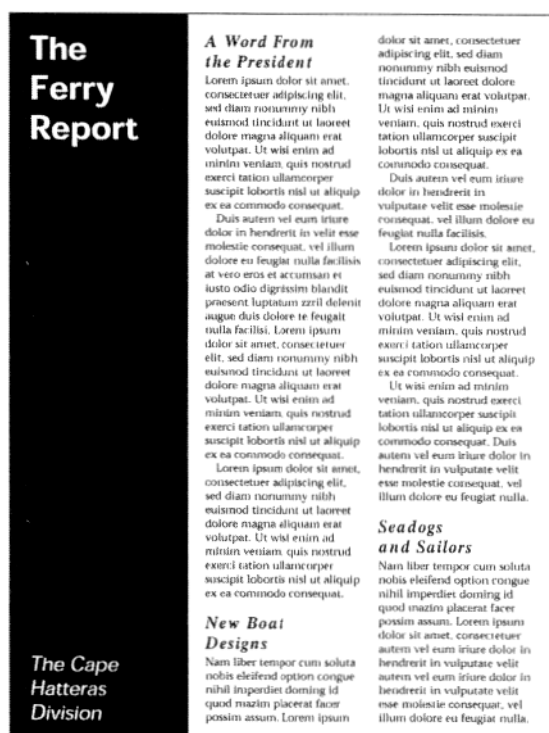 The
Ferry
Report
The Cape
Hatteras
Division
A Word From
the President
Lorem ipsum dolor sit amet,
consectetuer adipiscing elit,
sed diam nonummy nibh
euismod tincidunt ut laoreet
dolore magna aliquam erat
volutpat. Ut wisi enim ad
minim veniam, quis nostrud
exerci tation ullamcorper
suscipit lobortis nisl ut aliquip
ex ea commodo consequat.
Duis autem vel eum iriure
dolor in hendrerit in velit esse
molestie consequat, vel illum
dolore eu feugiat nulla facilisis
at vero eros et accumsan et
iusto odio digrissim blandit
praesent luptatum zzril delenit
augue duis dolore te feugait
nulla facilisi. Lorem ipsum
dolor sit amet, consectetuer
elit, sed diam nonummy nibh
euismod tincidunt ut laoreet
dolore magna aliquam erat
volutpat. Ut wisi enim ad
minim veniam, quis nostrud
exerci tation ullamcorper
suscipit lobortis nisl ut aliquip
ex ea commodo consequat.
Lorem ipsum dolor sit amet,
consectetuer adipiscing elit,
sed diam nonummy nibh
euismod tincidunt ut laoreet
dolore magna aliquam erat
volutpat. Ut wisi enim ad
minim veniam, quis nostrud
exerci tation ullamcorper
suscipit lobortis nisl ut aliquip
ex ea commodo consequat.
New Boat
Designs
Nam liber tempor cum soluta
nobis eleifend option congue
nihil imperdiet doming id
quod mazim placerat facer
possim assum. Lorem ipsum
dolor sit amet, consectetuer
adipiscing elit, sed diam
nonummy nibh euismod
tincidunt ut laoreet dolore
magna aliquam erat volutpat.
Ut wisi enim ad minim
veniam, quis nostrud exerci
tation ullamcorper suscipit
lobortis nisl ut aliquip ex ea
commodo consequat.
Duis autem vel eum iriure
dolor in hendrerit in
vulputate velit esse molestie
consequat, vel illum dolore eu
feugiat nulla facilisis.
Lorem ipsum dolor sit amet,
consectetuer adipiscing elit,
sed diam nonummy nibh
euismod tincidunt ut laoreet
dolore magna aliquam erat
volutpat. Ut wisi enim ad
minim veniam, quis nostrud
exerci tation ullamcorper
suscipit lobortis nisl ut aliquip
ex ea commodo consequat.
Ut wisi enim ad minim
veniam, quis nostrud exerci
tation ullamcorper suscipit
lobortis nisl ut aliquip ex ea
commodo consequat. Duis
autem vel eum iriure dolor in
hendrerit in vulputate velit
esse molestie consequat, vel
illum dolore eu feugiat nulla.
Seadogs
and Sailors
Nam liber tempor cum soluta
nobis eleifend option congue
nihil imperdiet doming id
quod mazim placerat facer
possim assum. Lorem ipsum
dolor sit amet, consectetuer
autem vel eum iriure dolor in
hendrerit in vulputate velit
autem vel eum iriure dolor in
hendrerit in vulputate velit
esse molestie consequat, vel
illum dolore eu feugiat nulla.